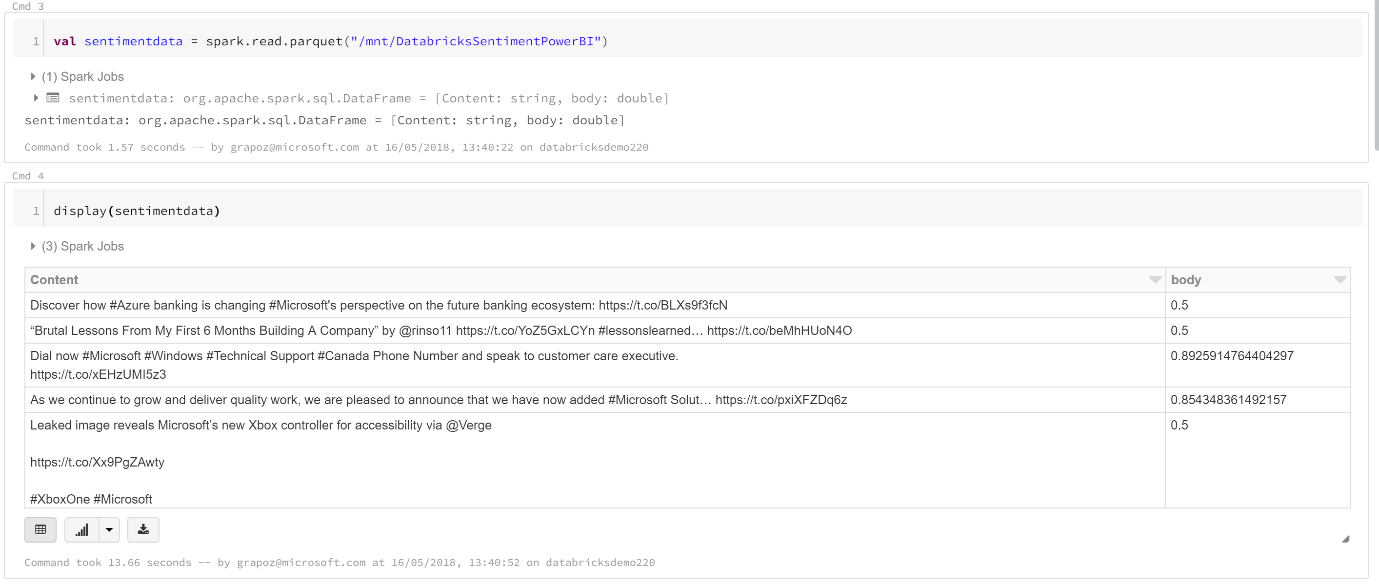 Cmd 3
1 val sentimentdata = spark.read.parquet("/mnt/DatabricksSentimentPowerBI")
(1) Spark Jobs
sentimentdata: org.apache.spark.sql.DataFrame = [Content: string, body: double]
sentimentdata: org.apache.spark.sql.DataFrame = [Content: string, body: double]
Command took 1.57 seconds -- by grapoz@microsoft.com at 16/05/2018, 13:40:22 on databricksdemo220
Cmd 4
1 display(sentimentdata)
(3) Spark Jobs
Content body
Discover how #Azure banking is changing #Microsoft's perspective on the future banking ecosystem: https://t.co/BLXs9f3fcN 0.5
“Brutal Lessons From My First 6 Months Building A Company” by @rinso11 https://t.co/YoZ5GxLCYn #lessonslearned… https://t.co/beMhHUoN4O 0.5
Dial now #Microsoft #Windows #Technical Support #Canada Phone Number and speak to customer care executive. 0.8925914764404297
https://t.co/xEHzUMI5z3
As we continue to grow and deliver quality work, we are pleased to announce that we have now added #Microsoft Solut… https://t.co/pxiXFZDq6z 0.854348361492157
Leaked image reveals Microsoft’s new Xbox controller for accessibility via @Verge 0.5
https://t.co/Xx9PgZAwty
#XboxOne #Microsoft
Command took 13.66 seconds -- by grapoz@microsoft.com at 16/05/2018, 13:40:52 on databricksdemo220